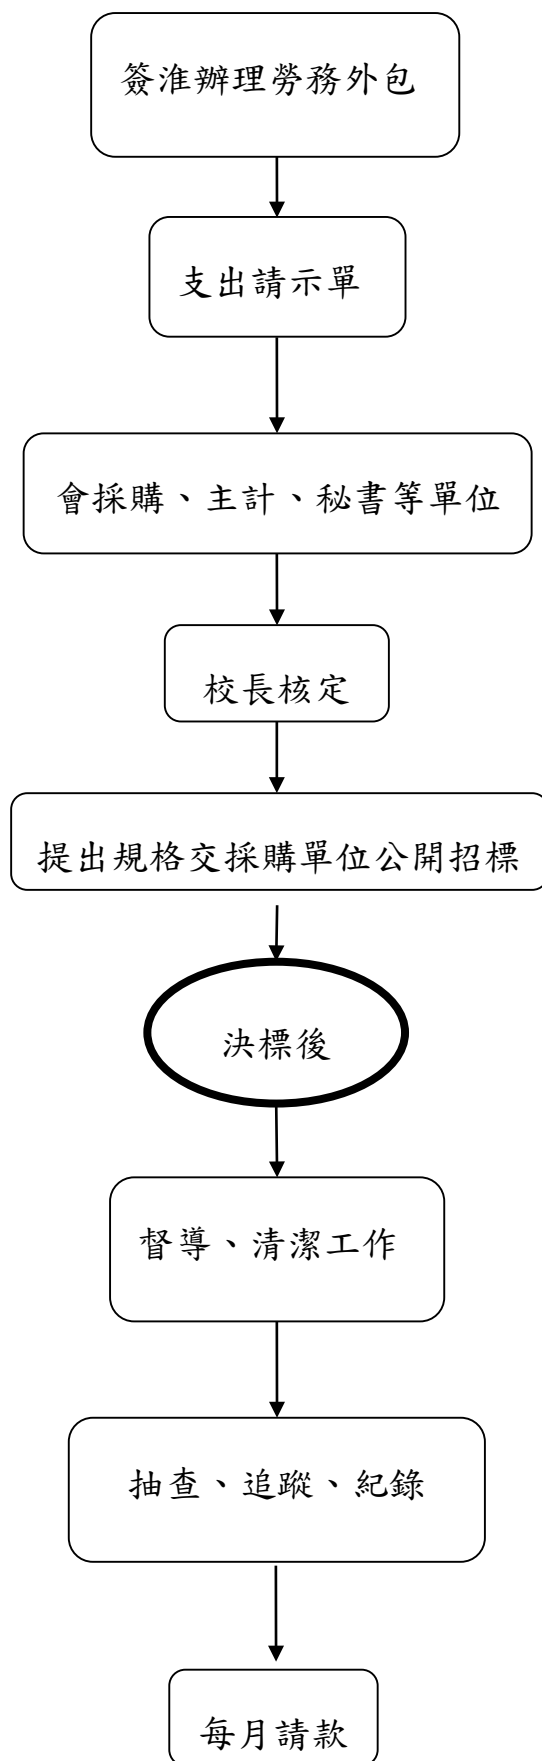 簽淮辦理勞務外包
支出請示單
會採購、主計、秘書等單位
校長核定
提出規格交採購單位公開招標
決標後
督導、清潔工作
抽查、追蹤、紀錄
每月請款